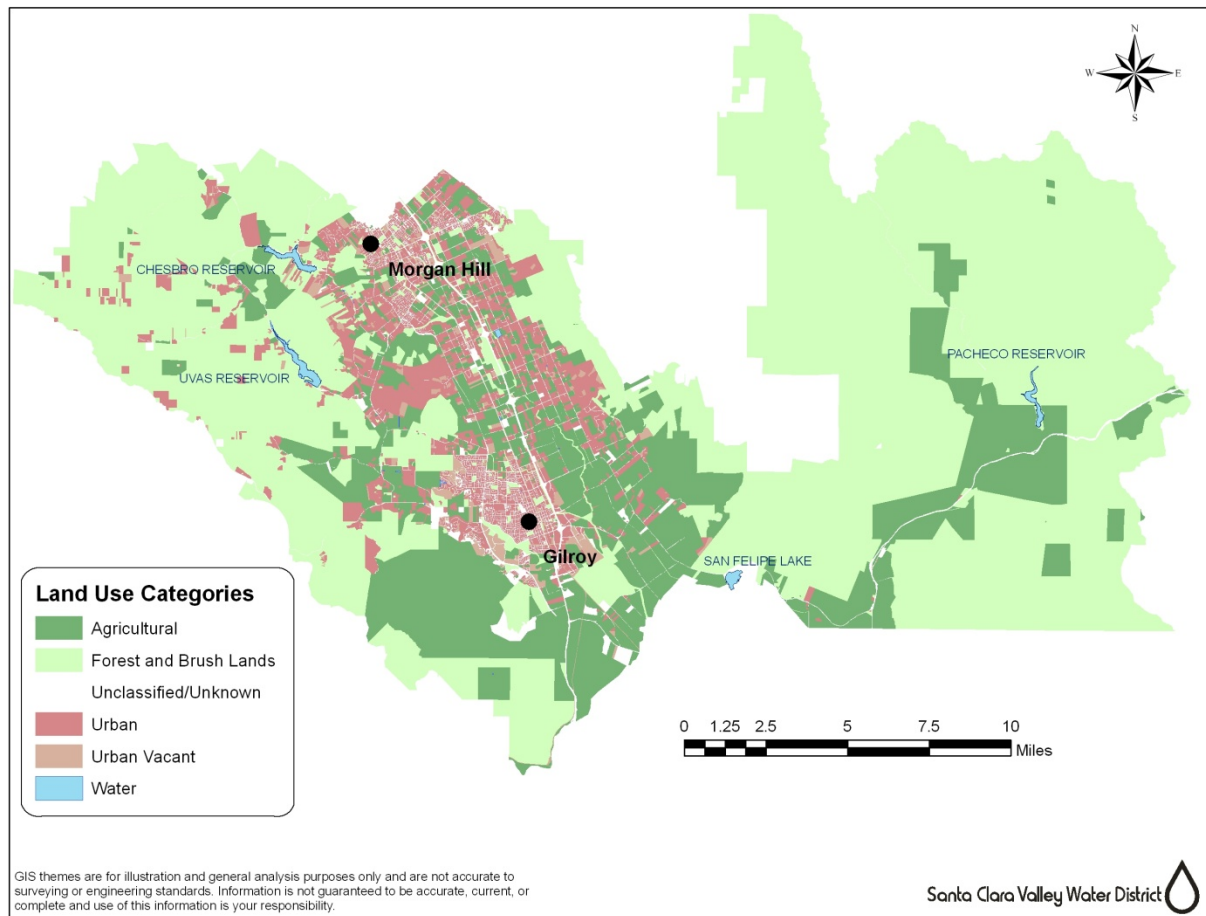 N
W E
S
CHESBRO RESERVOIR
Morgan Hill
UVAS RESERVOIR
PACHECO RESERVOIR
Gilroy
SAN FELIPE LAKE
Land Use Categories
Agricultural
Forest and Brush Lands
Unclassified/Unknown
Urban
Urban Vacant
Water
0 1.25 2.5 5 7.5 10
Miles
GIS themes are for illustration and general analysis purposes only and are not accurate to
surveying or engineering standards. Information is not guaranteed to be accurate, current, or
complete and use of this information is your responsibility.
Santa Clara Valley Water District